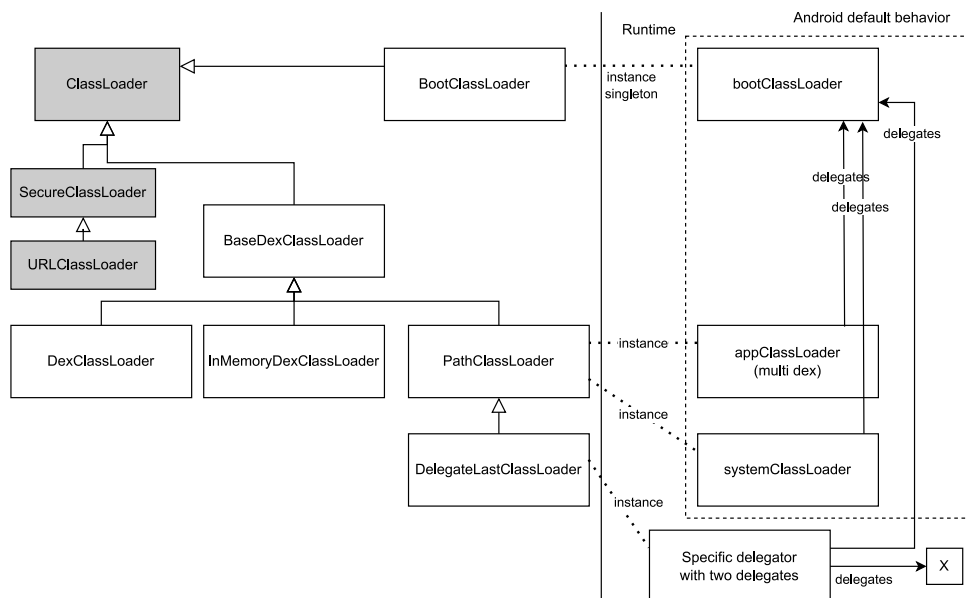 Android default behavior
Runtime
ClassLoader
BootClassLoader
instance
singleton
bootClassLoader
delegates
delegates
delegates
SecureClassLoader
BaseDexClassLoader
URLClassLoader
DexClassLoader
InMemoryDexClassLoader
PathClassLoader
instance
appClassLoader
(multi dex)
instance
DelegateLastClassLoader
systemClassLoader
instance
Specific delegator
with two delegates
delegates
X